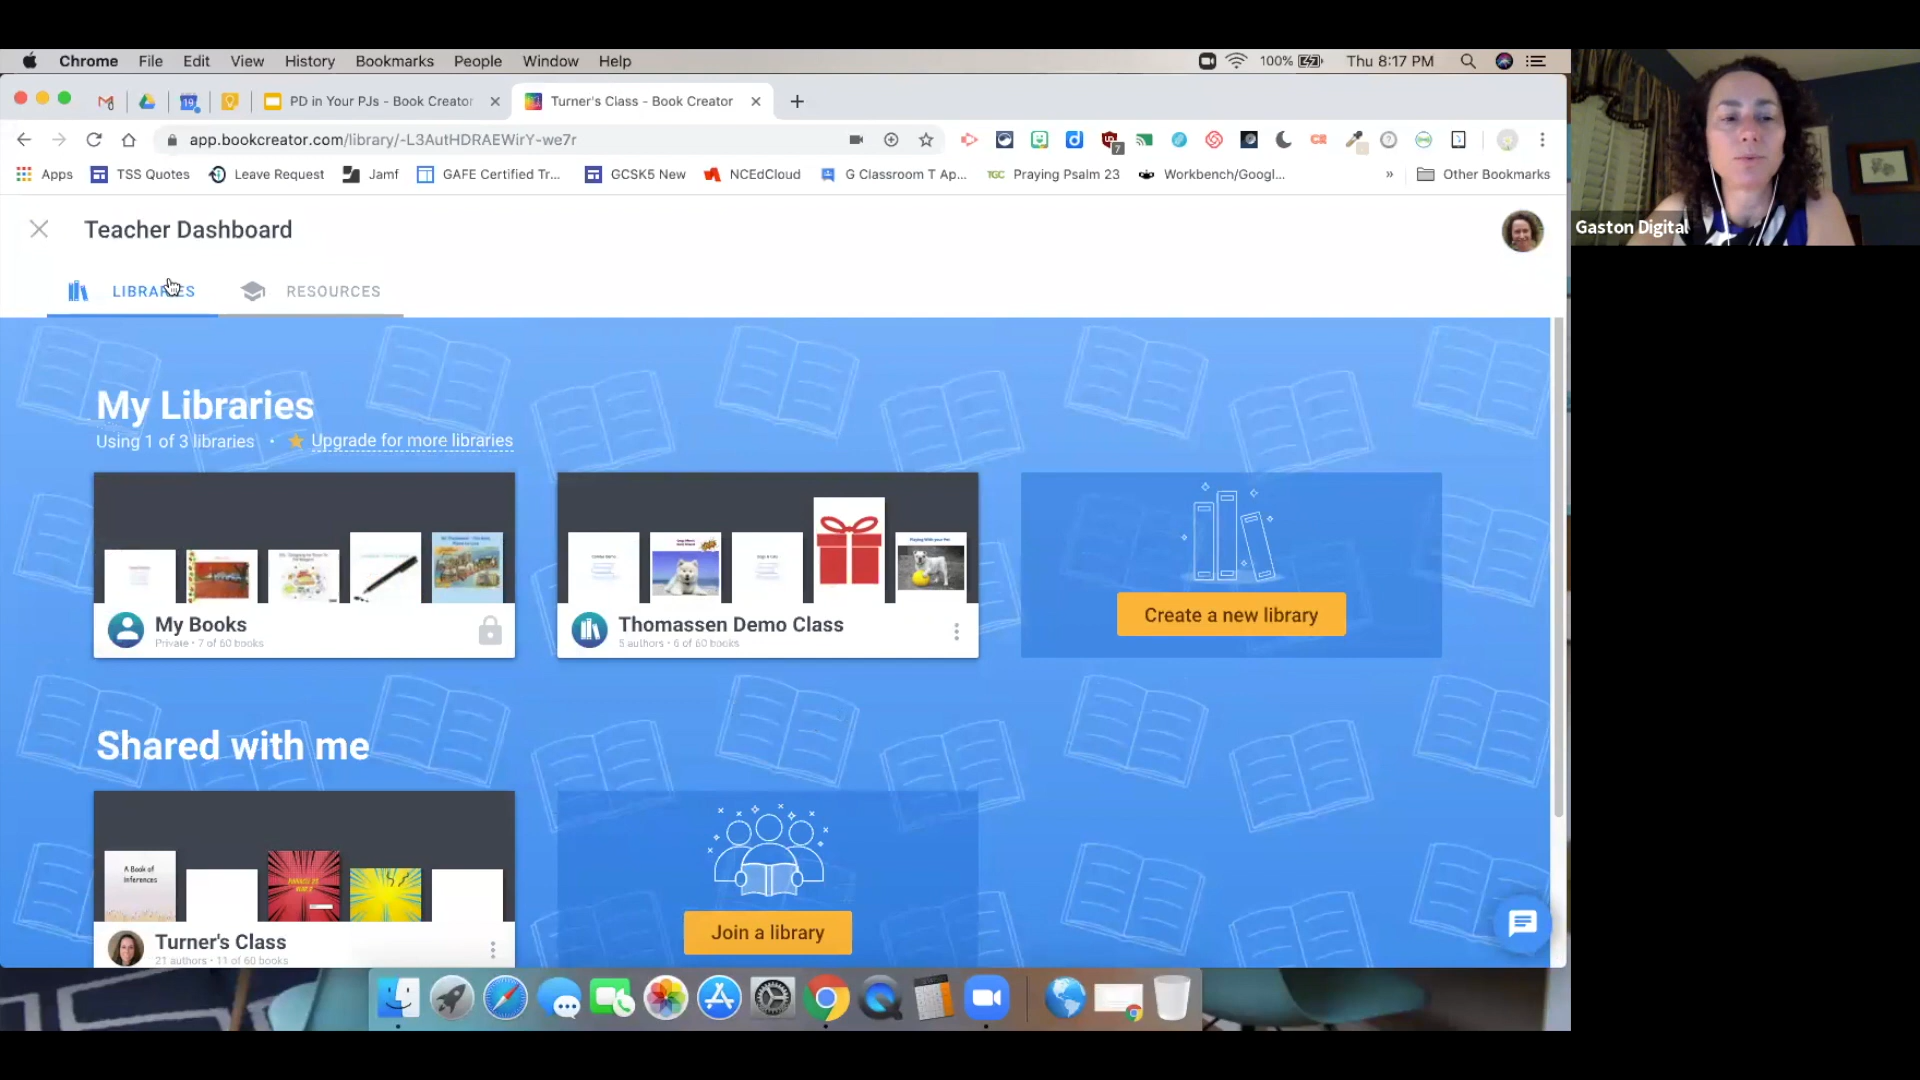 Chrome File Edit View History Bookmarks People Window Help 100% Thu 8:17 PM
19 PD in Your PJs - Book Creator Turner's Class - Book Creator
app.bookcreator.com/library/-L3AutHDRAEWirY-we7r 7 CR
Apps TSS Quotes Leave Request Jamf GAFE Certified Tr... GCSK5 New NCEdCloud G Classroom T Ap... TGC Praying Psalm 23 Workbench/Googl... » Other Bookmarks
Gaston Digital
Teacher Dashboard
LIBRARIES RESOURCES
My Libraries
Using 1 of 3 libraries • Upgrade for more libraries
Create a new library
My Books
Private • 7 of 60 books
Thomassen Demo Class
5 authors • 6 of 60 books
Shared with me
A Book of
Inferences
Join a library
Turner's Class
21 authors • 11 of 60 books